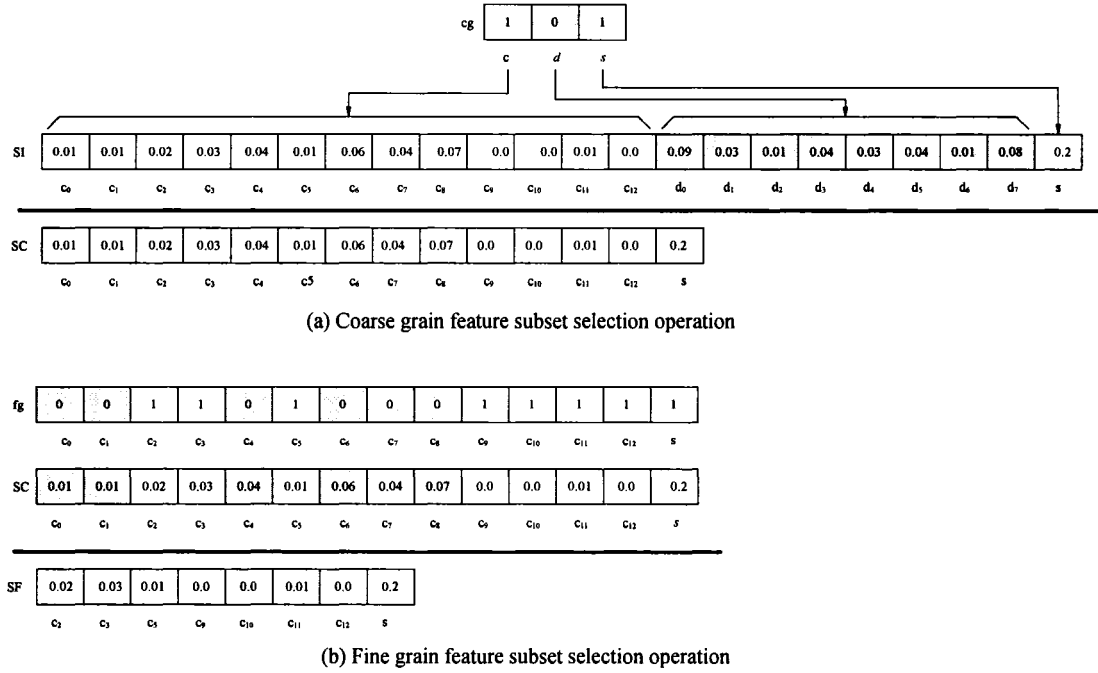 cg 1 0 1
c d s
SI 0.01 0.01 0.02 0.03 0.04 0.01 0.06 0.04 0.07 0.0 0.0 0.01 0.0 0.09 0.03 0.01 0.04 0.03 0.04 0.01 0.08 0.2
c₀ c₁ c₂ c₃ c₄ c₅ c₆ c₇ c₈ c₉ c₁₀ c₁₁ c₁₂ d₀ d₁ d₂ d₃ d₄ d₅ d₆ d₇ s
SC 0.01 0.01 0.02 0.03 0.04 0.01 0.06 0.04 0.07 0.0 0.0 0.01 0.0 0.2
c₀ c₁ c₂ c₃ c₄ c5 c₆ c₇ c₈ c₉ c₁₀ c₁₁ c₁₂ s
(a) Coarse grain feature subset selection operation
fg 0 0 1 1 0 1 0 0 0 1 1 1 1 1
c₀ c₁ c₂ c₃ c₄ c₅ c₆ c₇ c₈ c₉ c₁₀ c₁₁ c₁₂ s
SC 0.01 0.01 0.02 0.03 0.04 0.01 0.06 0.04 0.07 0.0 0.0 0.01 0.0 0.2
c₀ c₁ c₂ c₃ c₄ c₅ c₆ c₇ c₈ c₉ c₁₀ c₁₁ c₁₂ s
SF 0.02 0.03 0.01 0.0 0.0 0.01 0.0 0.2
c₂ c₃ c₅ c₉ c₁₀ c₁₁ c₁₂ s
(b) Fine grain feature subset selection operation